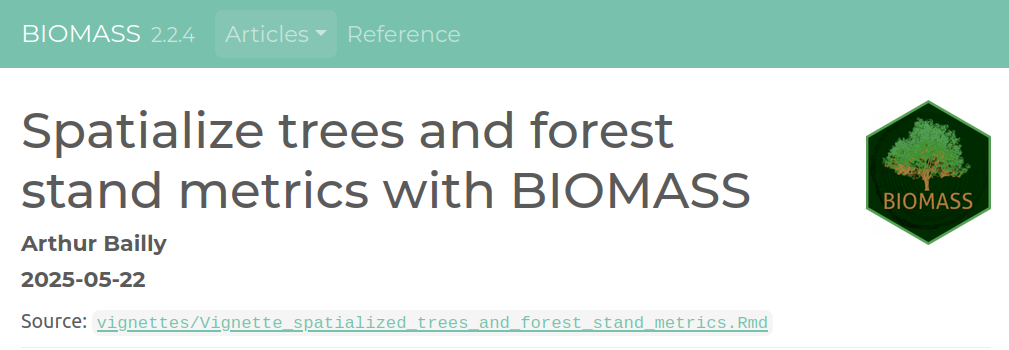 BIOMASS 2.2.4 Articles Reference
Spatialize trees and forest
stand metrics with BIOMASS
BIOMASS
Arthur Bailly
2025-05-22
Source: vignettes/Vignette_spatialized_trees_and_forest_stand_metrics.Rmd